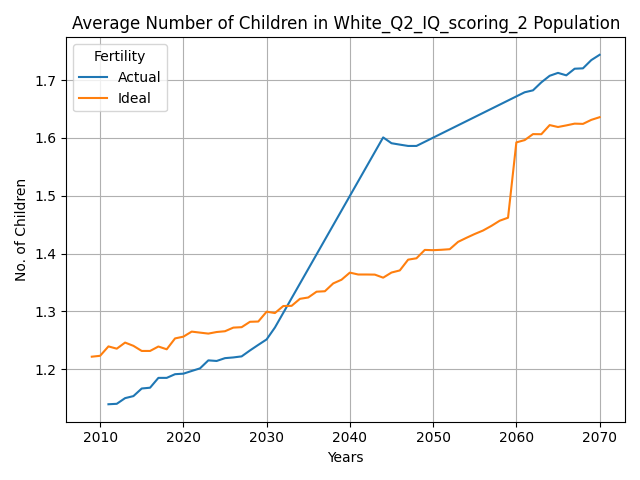 Average Number of Children in White_Q2_IQ_scoring_2 Population
Fertility
Actual
Ideal
No. of Children
1.7
1.6
1.5
1.4
1.3
1.2
2010 2020 2030 2040 2050 2060 2070
Years